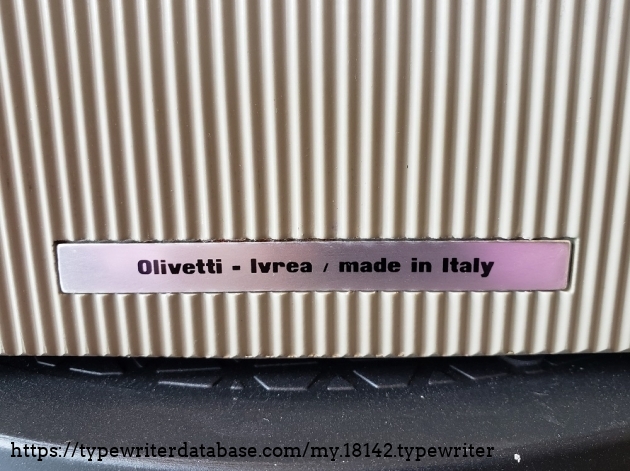 Olivetti - Ivrea / made in Italy
https://typewriterdatabase.com/my.18142.typewriter